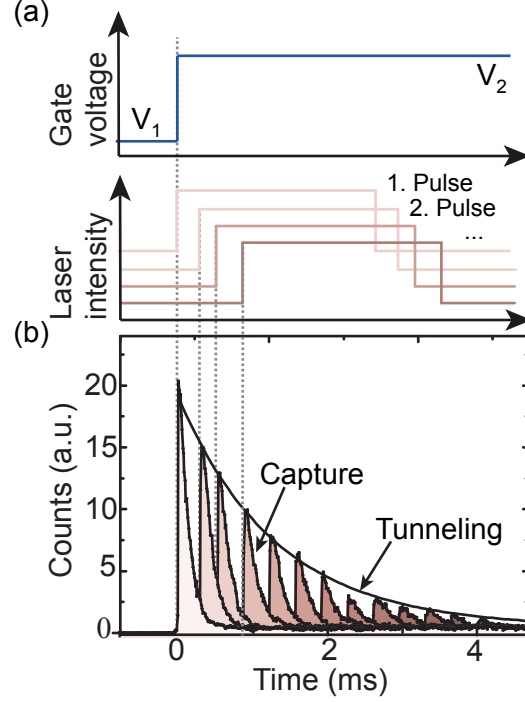 (a)
Gate
voltage
V₁
V₂
Laser
intensity
1. Pulse
2. Pulse
...
(b)
Counts (a.u.)
20
15
10
5
0
Capture
Tunneling
0
2
4
Time (ms)